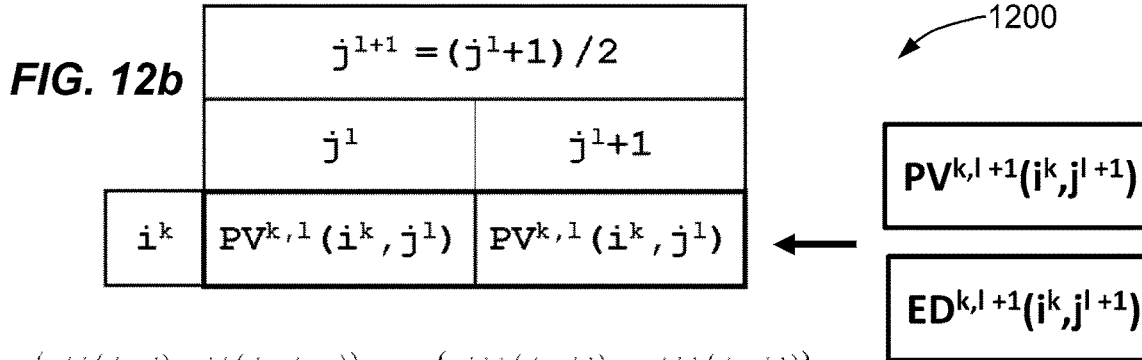 1200
FIG. 12b
j^{l+1} = (j^l+1)/2
j^l j^l+1
i^k PV^{k,l}(i^k,j^l) PV^{k,l}(i^k,j^l)
PV^{k,l+1}(i^k,j^{l+1})
ED^{k,l+1}(i^k,j^{l+1})